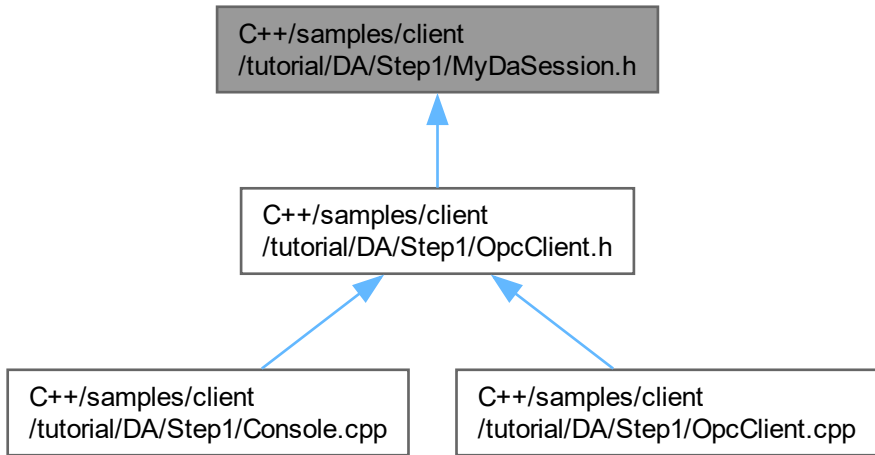 C++/samples/client
/tutorial/DA/Step1/MyDaSession.h
C++/samples/client
/tutorial/DA/Step1/OpcClient.h
C++/samples/client
/tutorial/DA/Step1/Console.cpp
C++/samples/client
/tutorial/DA/Step1/OpcClient.cpp